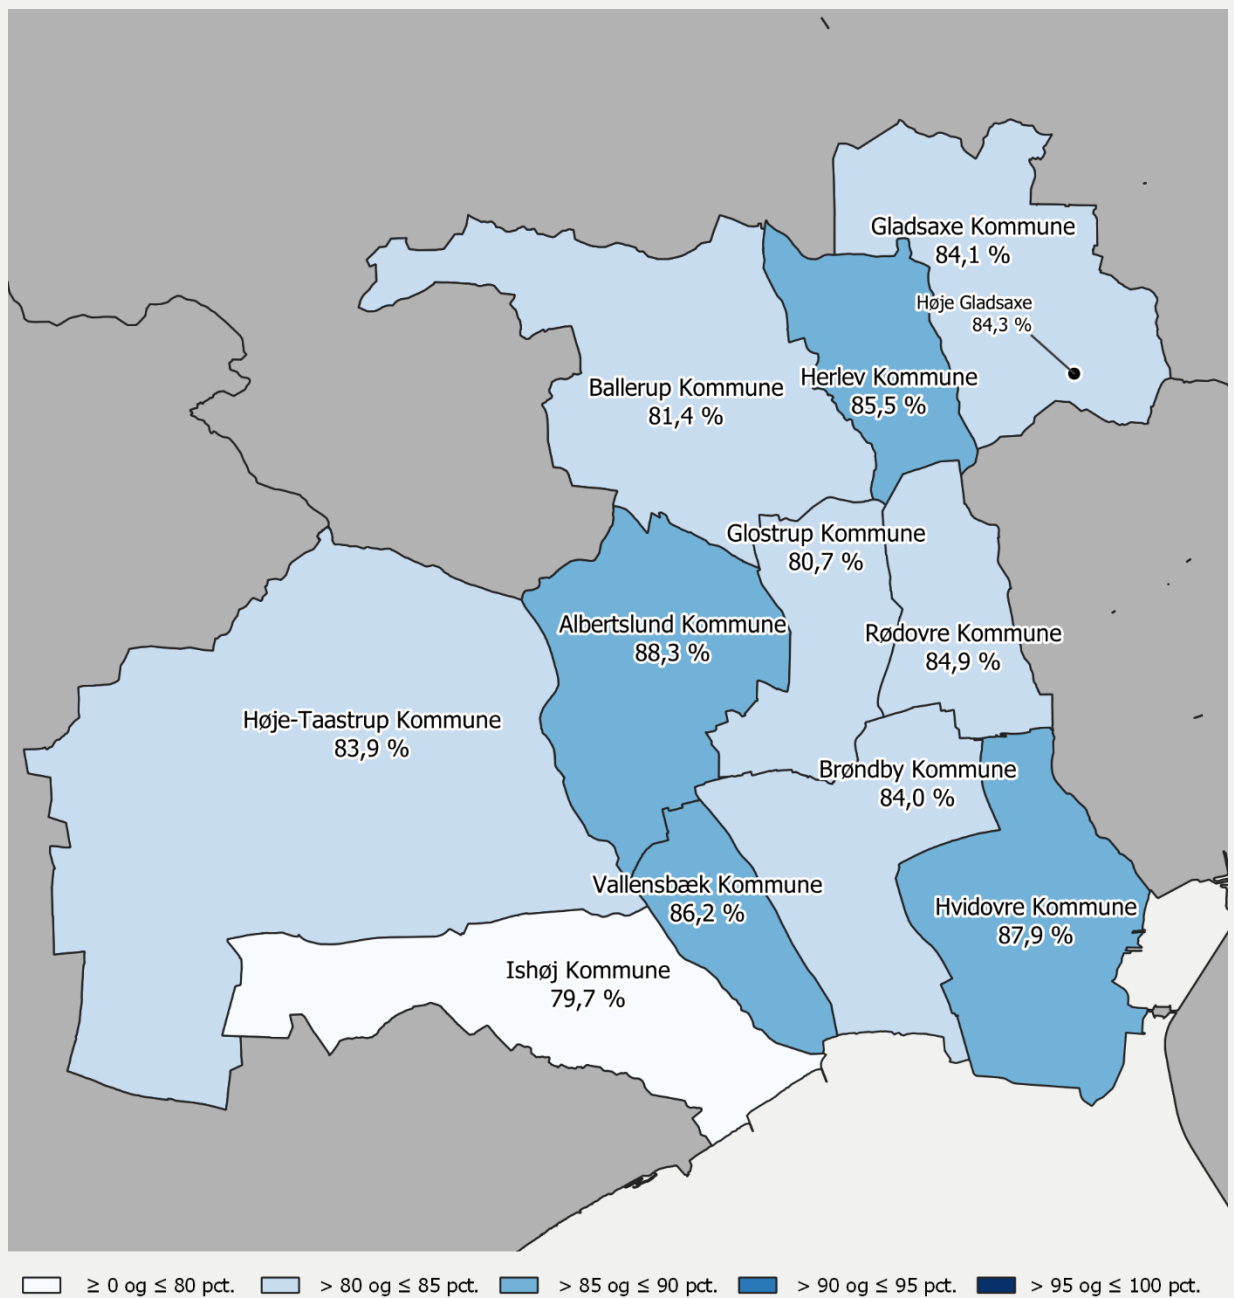 Gladsaxe Kommune
84,1 %
Høje Gladsaxe
84,3 %
Herlev Kommune
85,5 %
Ballerup Kommune
81,4 %
Glostrup Kommune
80,7 %
Albertslund Kommune
88,3 %
Rødovre Kommune
84,9 %
Høje-Taastrup Kommune
83,9 %
Brøndby Kommune
84,0 %
Vallensbæk Kommune
86,2 %
Hvidovre Kommune
87,9 %
Ishøj Kommune
79,7 %
≥ 0 og ≤ 80 pct.
> 80 og ≤ 85 pct.
> 85 og ≤ 90 pct.
> 90 og ≤ 95 pct.
> 95 og ≤ 100 pct.